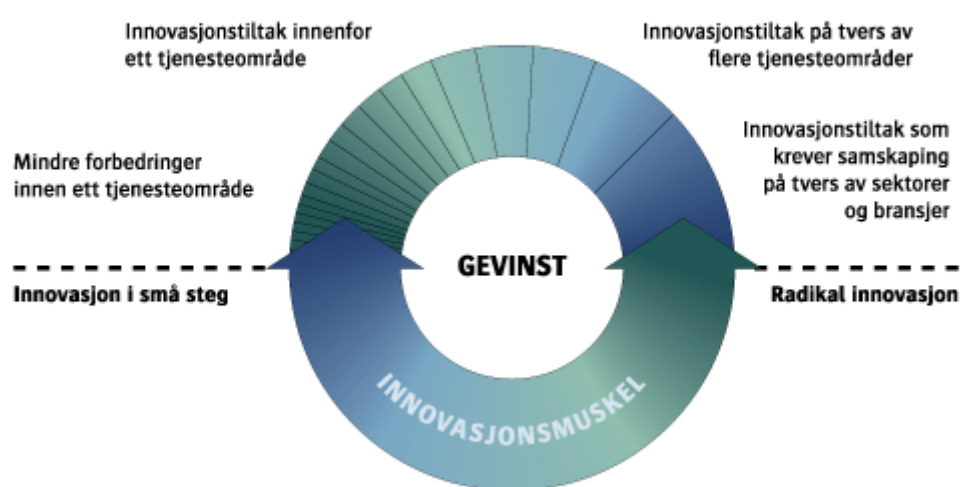 Innovasjonstiltak innenfor
ett tjenesteområde
Innovasjonstiltak på tvers av
flere tjenesteområder
Mindre forbedringer
innen ett tjenesteområde
Innovasjonstiltak som
krever samskaping
på tvers av sektorer
og bransjer
GEVINST
Innovasjon i små steg
Radikal innovasjon
INNOVASJONSMUSKEL